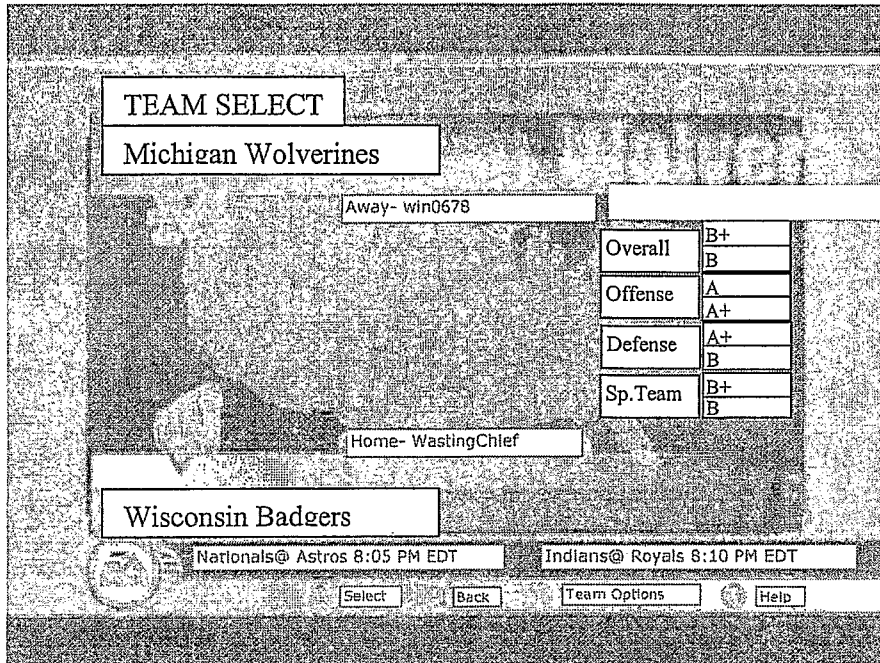 TEAM SELECT
Michigan Wolverines
Away- win0678
Overall B+
B
Offense A
A+
Defense A+
B
Sp.Team B+
B
Home- WastingChief
Wisconsin Badgers
Nationals@ Astros 8:05 PM EDT Indians@ Royals 8:10 PM EDT
Select Back Team Options Help